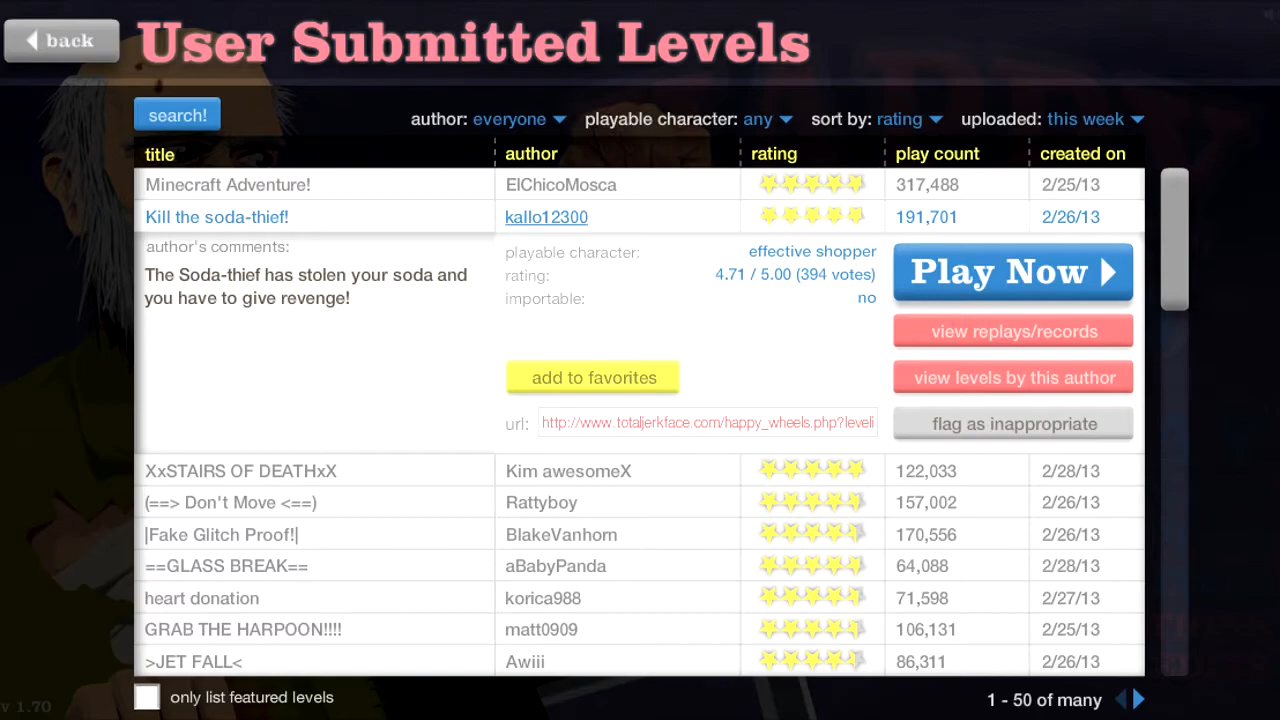 back
User Submitted Levels
search!
author: everyone playable character: any sort by: rating uploaded: this week
title author rating play count created on
Minecraft Adventure! ElChicoMosca 317,488 2/25/13
Kill the soda-thief! kallo12300 191,701 2/26/13
author's comments:
The Soda-thief has stolen your soda and
you have to give revenge!
playable character: effective shopper
rating: 4.71 / 5.00 (394 votes)
importable: no
add to favorites
url: http://www.totaljerkface.com/happy_wheels.php?leveli
Play Now
view replays/records
view levels by this author
flag as inappropriate
XxSTAIRS OF DEATHxX Kim awesomeX 122,033 2/28/13
(==> Don't Move <==) Rattyboy 157,002 2/26/13
|Fake Glitch Proof!| BlakeVanhorn 170,556 2/26/13
==GLASS BREAK== aBabyPanda 64,088 2/28/13
heart donation korica988 71,598 2/27/13
GRAB THE HARPOON!!!! matt0909 106,131 2/25/13
>JET FALL< Awiii 86,311 2/26/13
only list featured levels
1 - 50 of many
v 1.70